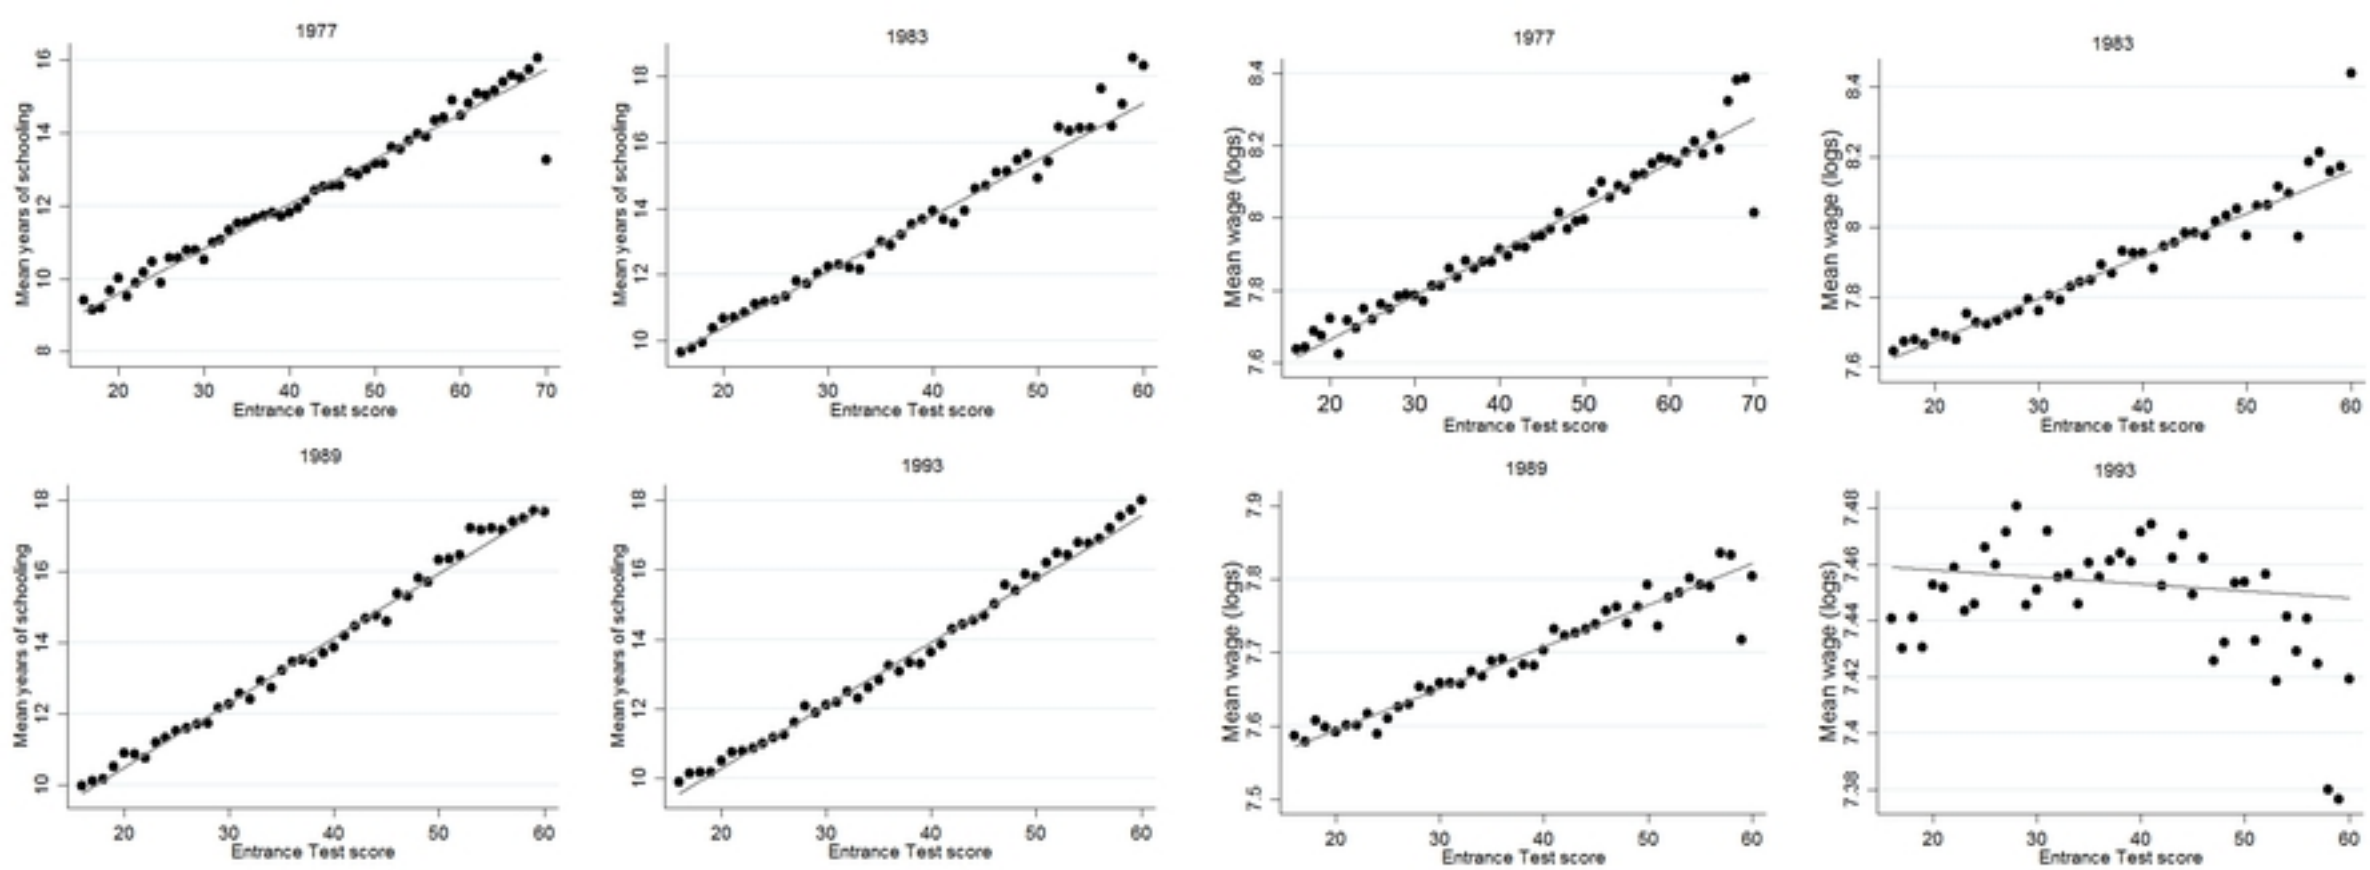 1977
Mean years of schooling
16
14
12
10
8
20 30 40 50 60 70
Entrance Test score
1983
Mean years of schooling
18
16
14
12
10
20 30 40 50 60
Entrance Test score
1977
Mean wage (logs)
8.4
8.2
8
7.8
7.6
20 30 40 50 60 70
Entrance Test score
1983
Mean wage (logs)
8.4
8.2
8
7.8
7.6
20 30 40 50 60
Entrance Test score
1989
Mean years of schooling
18
16
14
12
10
20 30 40 50 60
Entrance Test score
1993
Mean years of schooling
18
16
14
12
10
20 30 40 50 60
Entrance Test score
1989
Mean wage (logs)
7.9
7.8
7.7
7.6
7.5
20 30 40 50 60
Entrance Test score
1993
Mean wage (logs)
7.48
7.46
7.44
7.42
7.4
7.38
20 30 40 50 60
Entrance Test score